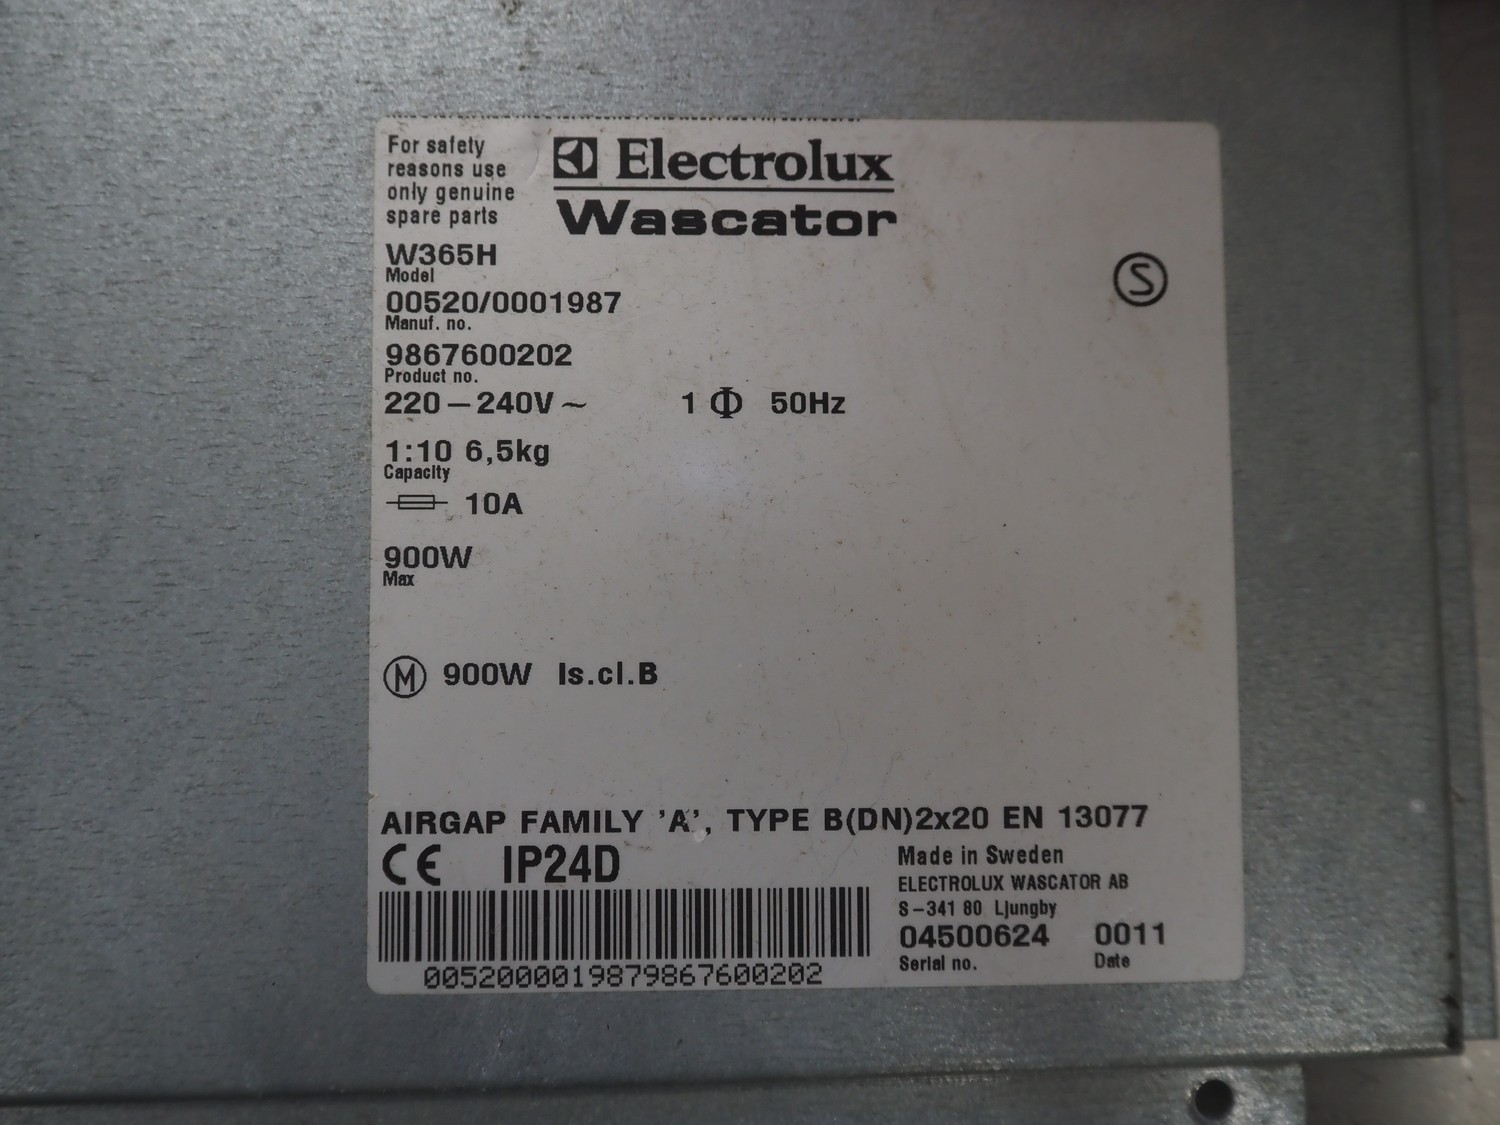 For safety
reasons use
only genuine
spare parts
Electrolux
Wascator
W365H
Model
S
00520/0001987
Manuf. no.
9867600202
Product no.
220-240V~ 1 Φ 50Hz
1:10 6,5kg
Capacity
10A
900W
Max
M 900W Is.cl.B
AIRGAP FAMILY 'A', TYPE B(DN)2x20 EN 13077
CE IP24D
Made in Sweden
ELECTROLUX WASCATOR AB
S-341 80 Ljungby
04500624 0011
Serial no. Date
0052000019879867600202